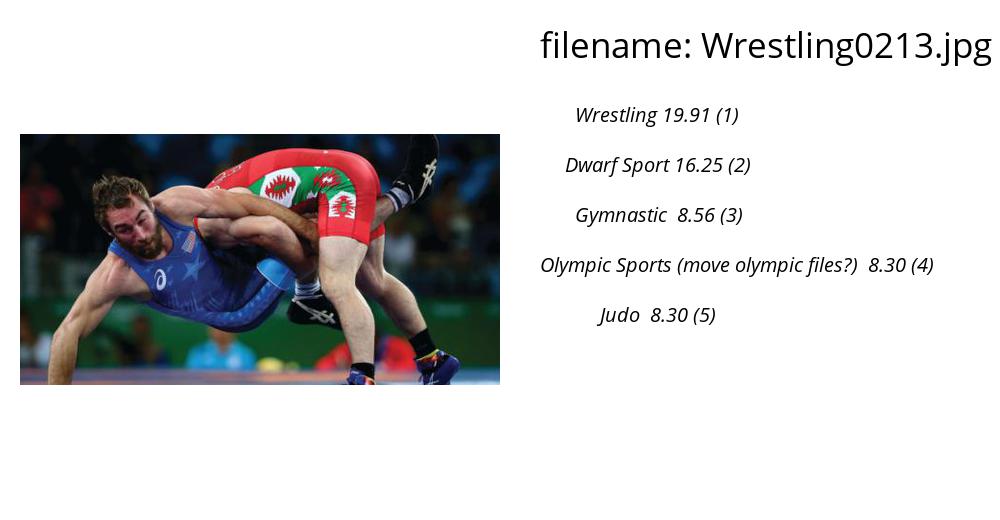 filename: Wrestling0213.jpg
Wrestling 19.91 (1)
Dwarf Sport 16.25 (2)
Gymnastic  8.56 (3)
Olympic Sports (move olympic files?)  8.30 (4)
Judo  8.30 (5)